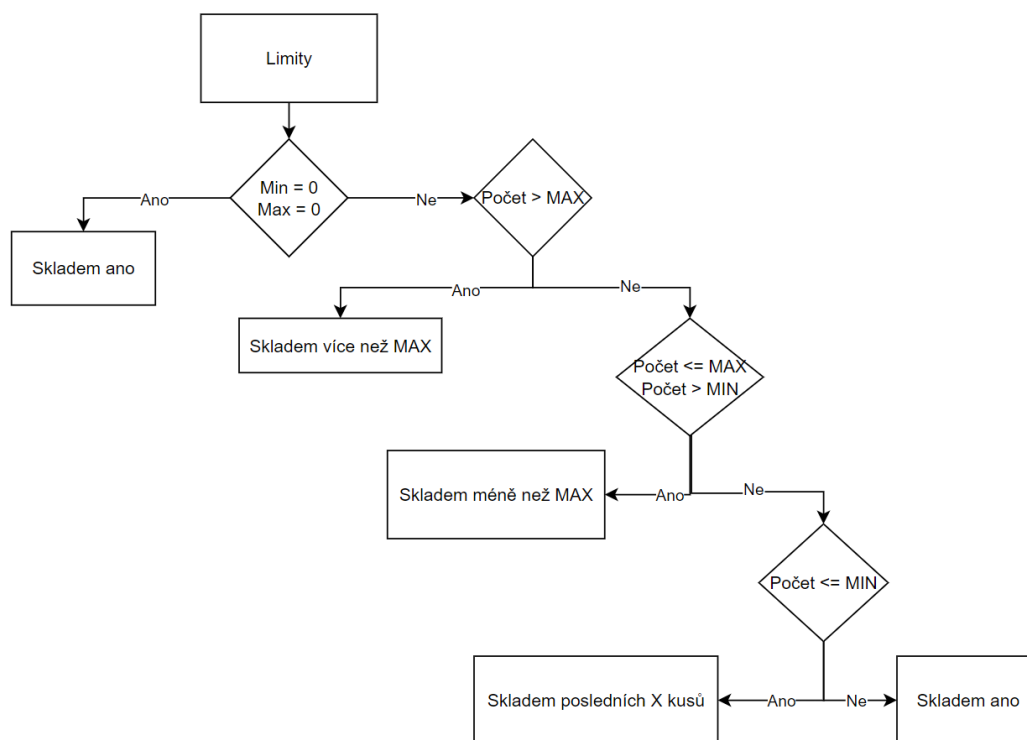 Limity
Min = 0
Max = 0
Ano
Ne
Počet > MAX
Skladem ano
Ano
Ne
Skladem více než MAX
Počet <= MAX
Počet > MIN
Skladem méně než MAX
Ano
Ne
Počet <= MIN
Skladem posledních X kusů
Ano
Ne
Skladem ano